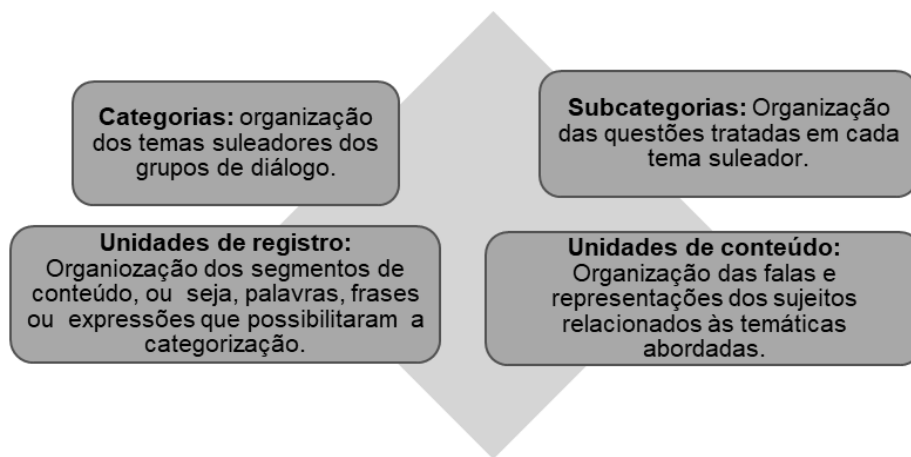 Categorias: organização
dos temas suleadores dos
grupos de diálogo.
Subcategorias: Organização
das questões tratadas em cada
tema suleador.
Unidades de registro:
Organiozação dos segmentos de
conteúdo, ou seja, palavras, frases
ou expressões que possibilitaram a
categorização.
Unidades de conteúdo:
Organização das falas e
representações dos sujeitos
relacionados às temáticas
abordadas.